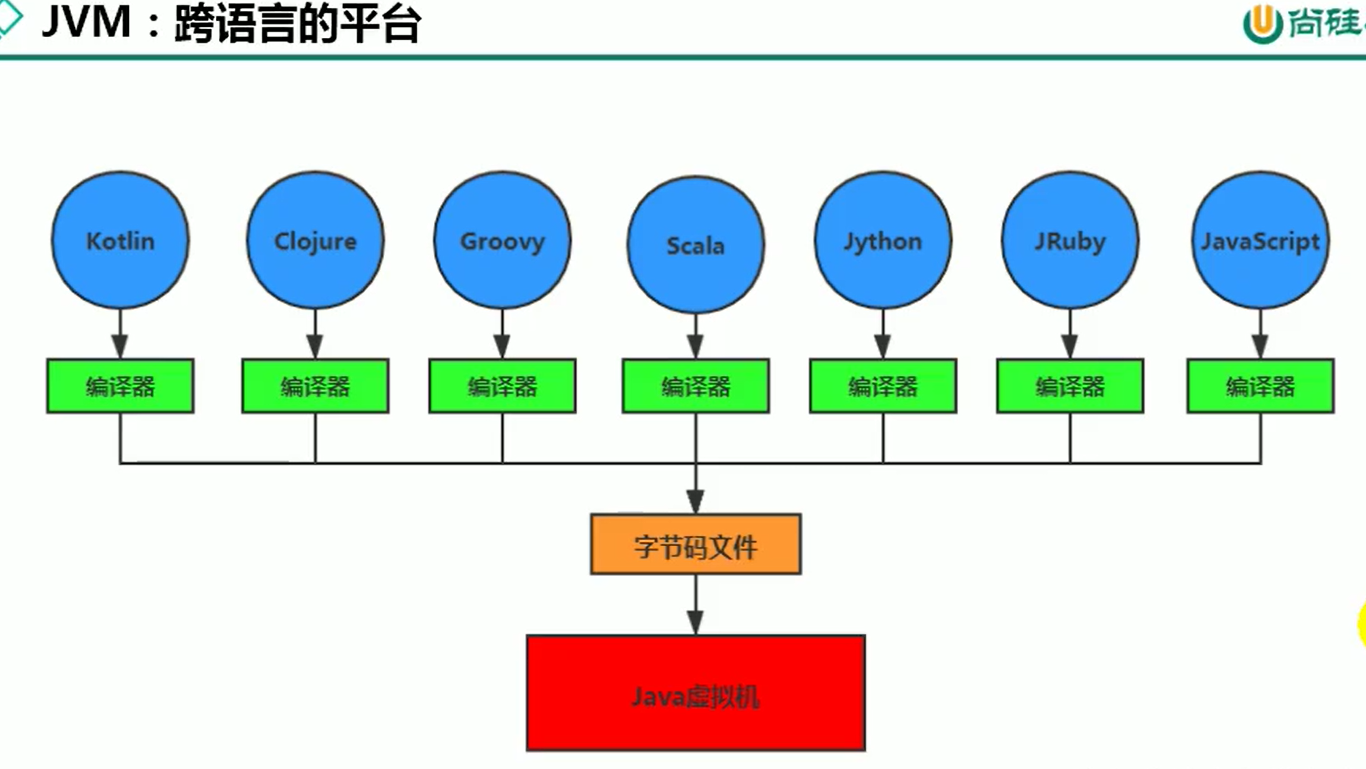 JVM：跨语言的平台
尚硅
Kotlin
Clojure
Groovy
Scala
Jython
JRuby
JavaScript
编译器
编译器
编译器
编译器
编译器
编译器
编译器
字节码文件
Java虚拟机